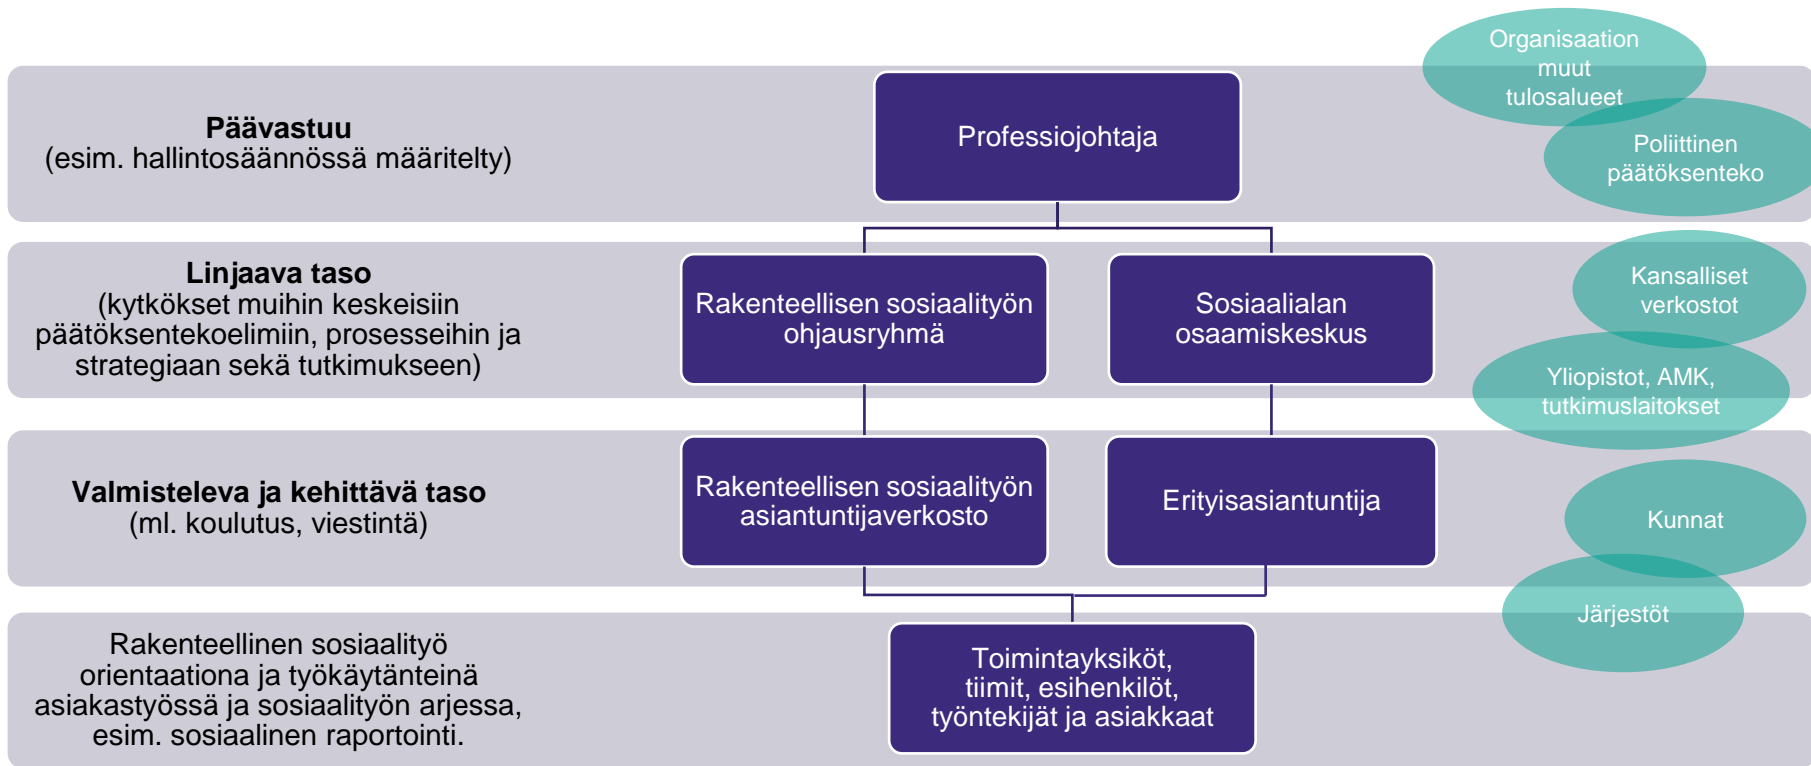 Organisaation
muut
tulosalueet
Päävastuu
(esim. hallintosäännössä määritelty)
Professiojohtaja
Poliittinen
päätöksenteko
Linjaava taso
(kytkökset muihin keskeisiin
päätöksentekoelimiin, prosesseihin ja
strategiaan sekä tutkimukseen)
Rakenteellisen sosiaalityön
ohjausryhmä
Sosiaalialan
osaamiskeskus
Kansalliset
verkostot
Yliopistot, AMK,
tutkimuslaitokset
Valmisteleva ja kehittävä taso
(ml. koulutus, viestintä)
Rakenteellisen sosiaalityön
asiantuntijaverkosto
Erityisasiantuntija
Kunnat
Järjestöt
Rakenteellinen sosiaalityö
orientaationa ja työkäytänteinä
asiakastyössä ja sosiaalityön arjessa,
esim. sosiaalinen raportointi.
Toimintayksiköt,
tiimit, esihenkilöt,
työntekijät ja asiakkaat